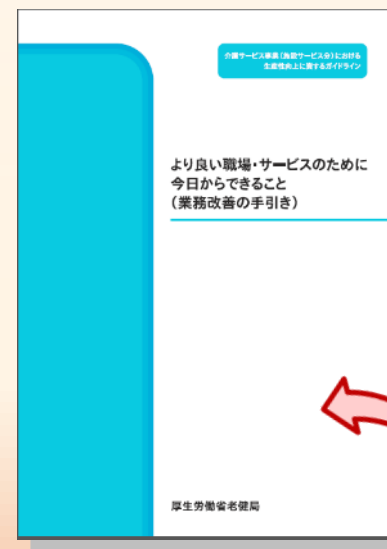 介護サービス事業(施設サービス分)における
生産性向上に資するガイドライン
より良い職場・サービスのために
今日からできること
(業務改善の手引き)
厚生労働省老健局